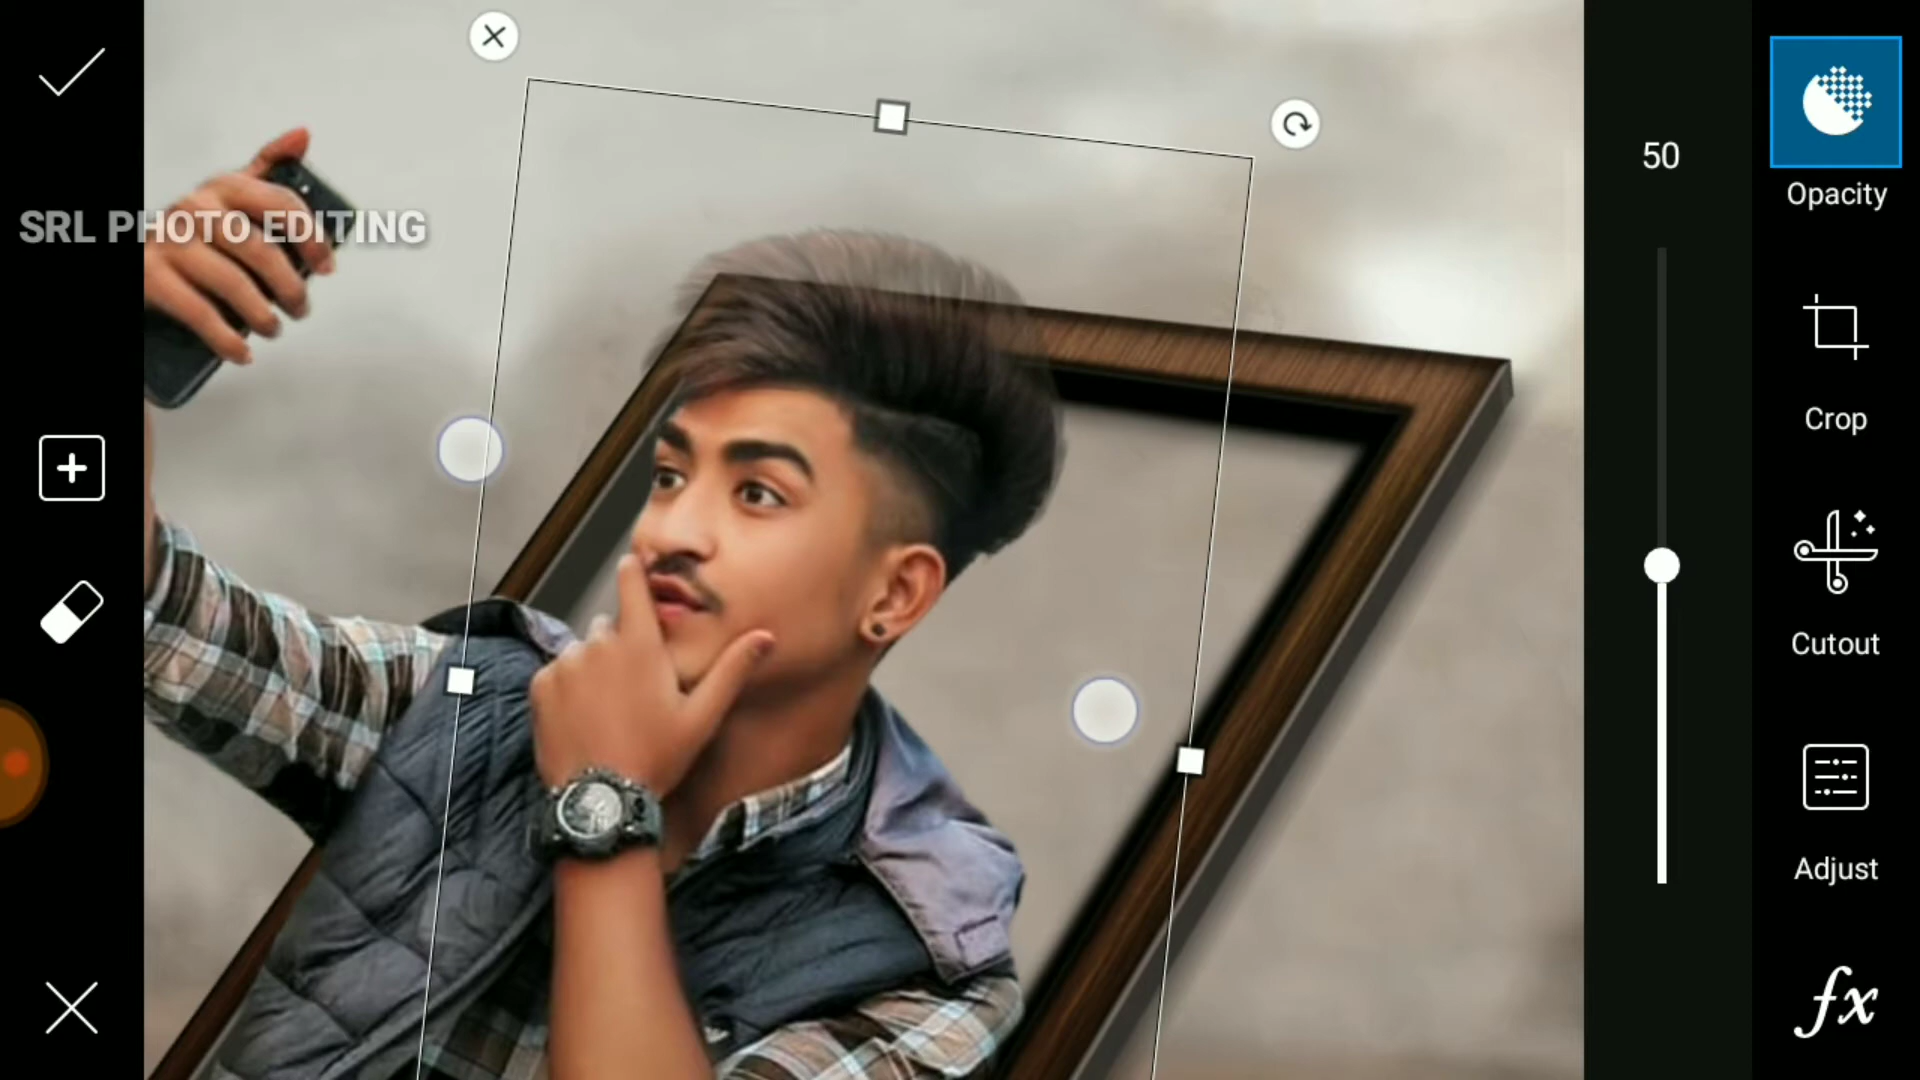 SRL PHOTO EDITING
50
Opacity
Crop
Cutout
Adjust
fx